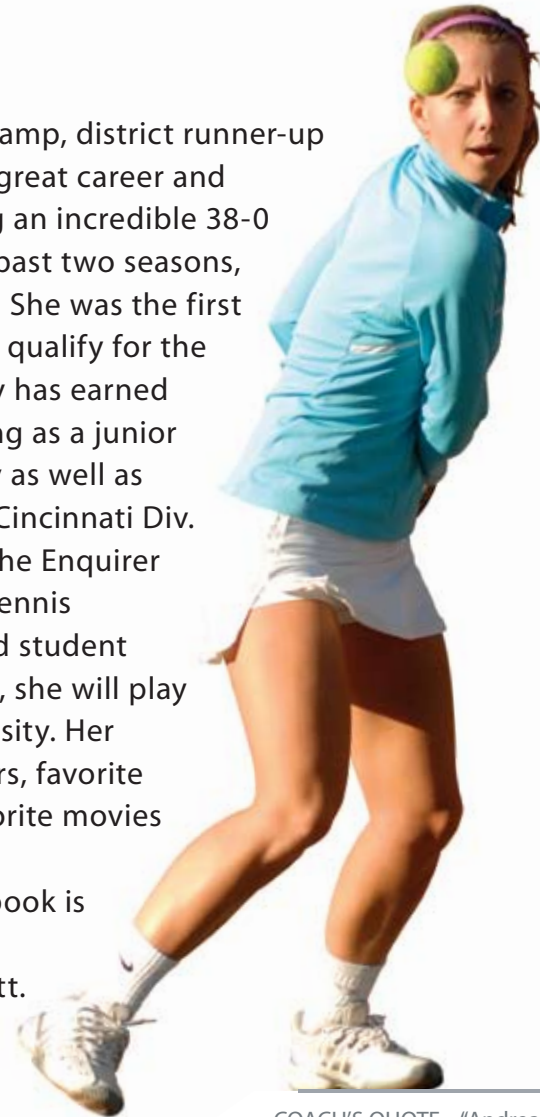 amp, district runner-up
great career and
g an incredible 38-0
past two seasons,
She was the first
qualify for the
y has earned
ng as a junior
y as well as
Cincinnati Div.
he Enquirer
ennis
d student
, she will play
sity. Her
rs, favorite
orite movies
book is
tt.
COACH'S QUOTE - "Andrea